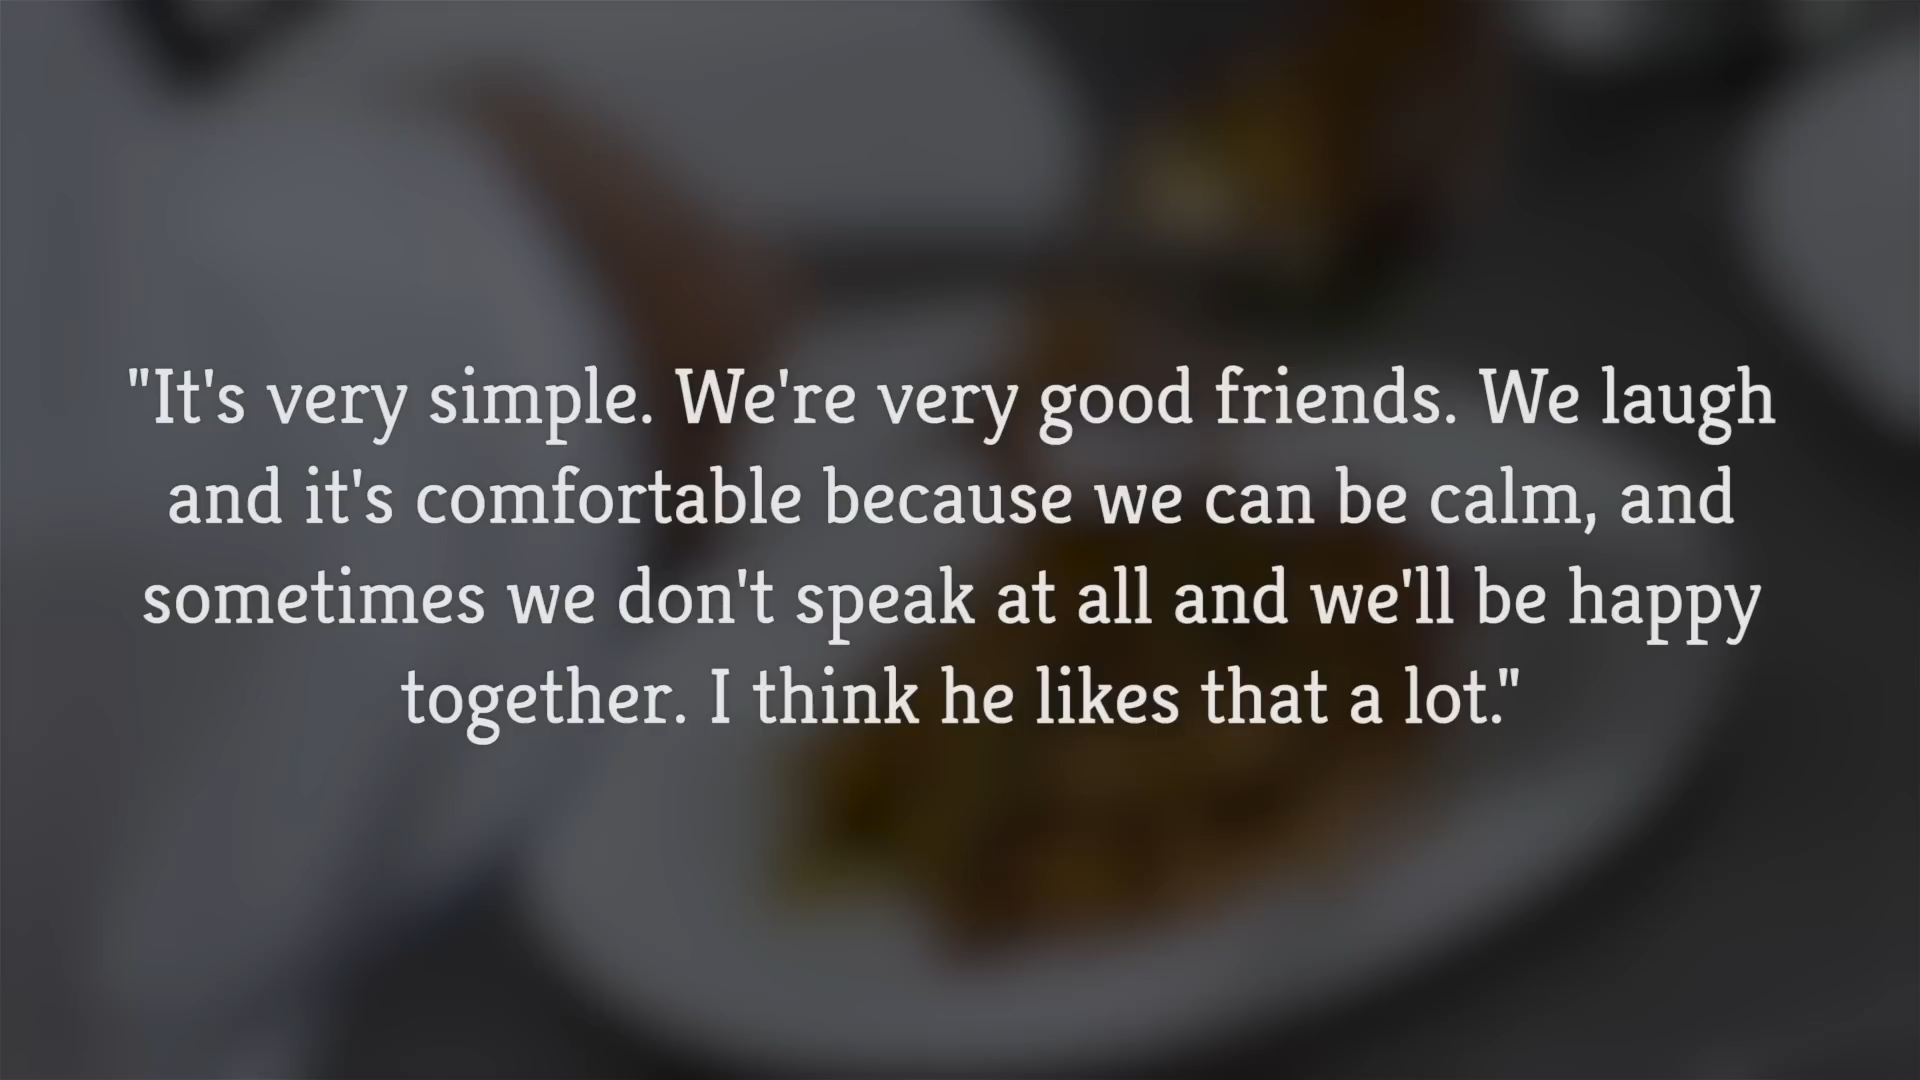 "It's very simple. We're very good friends. We laugh
and it's comfortable because we can be calm, and
sometimes we don't speak at all and we'll be happy
together. I think he likes that a lot."